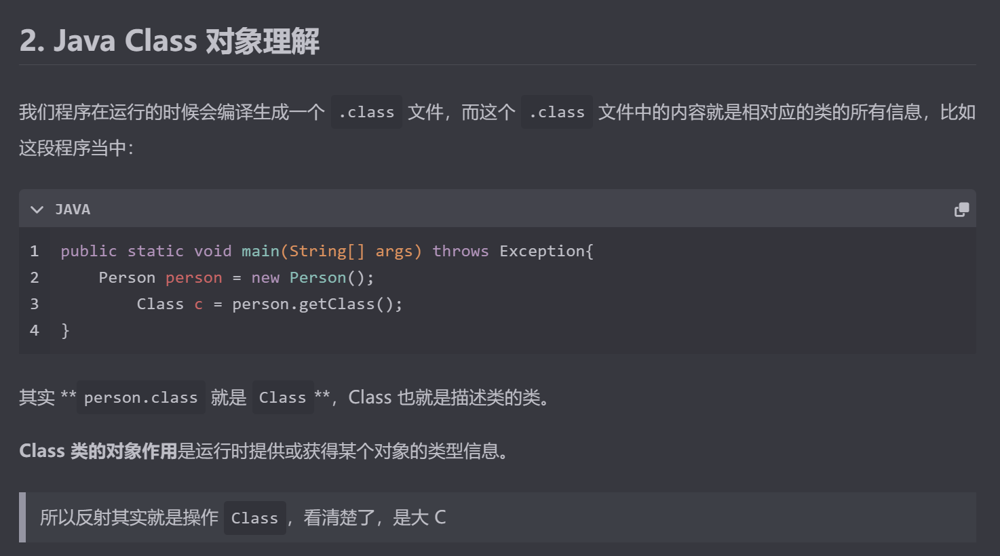 2. Java Class 对象理解
我们程序在运行的时候会编译生成一个 .class 文件，而这个 .class 文件中的内容就是相对应的类的所有信息，比如
这段程序当中：
JAVA
1 public static void main(String[] args) throws Exception{
2     Person person = new Person();
3         Class c = person.getClass();
4 }
其实 **person.class 就是 Class**，Class 也就是描述类的类。
Class 类的对象作用是运行时提供或获得某个对象的类型信息。
所以反射其实就是操作 Class，看清楚了，是大 C